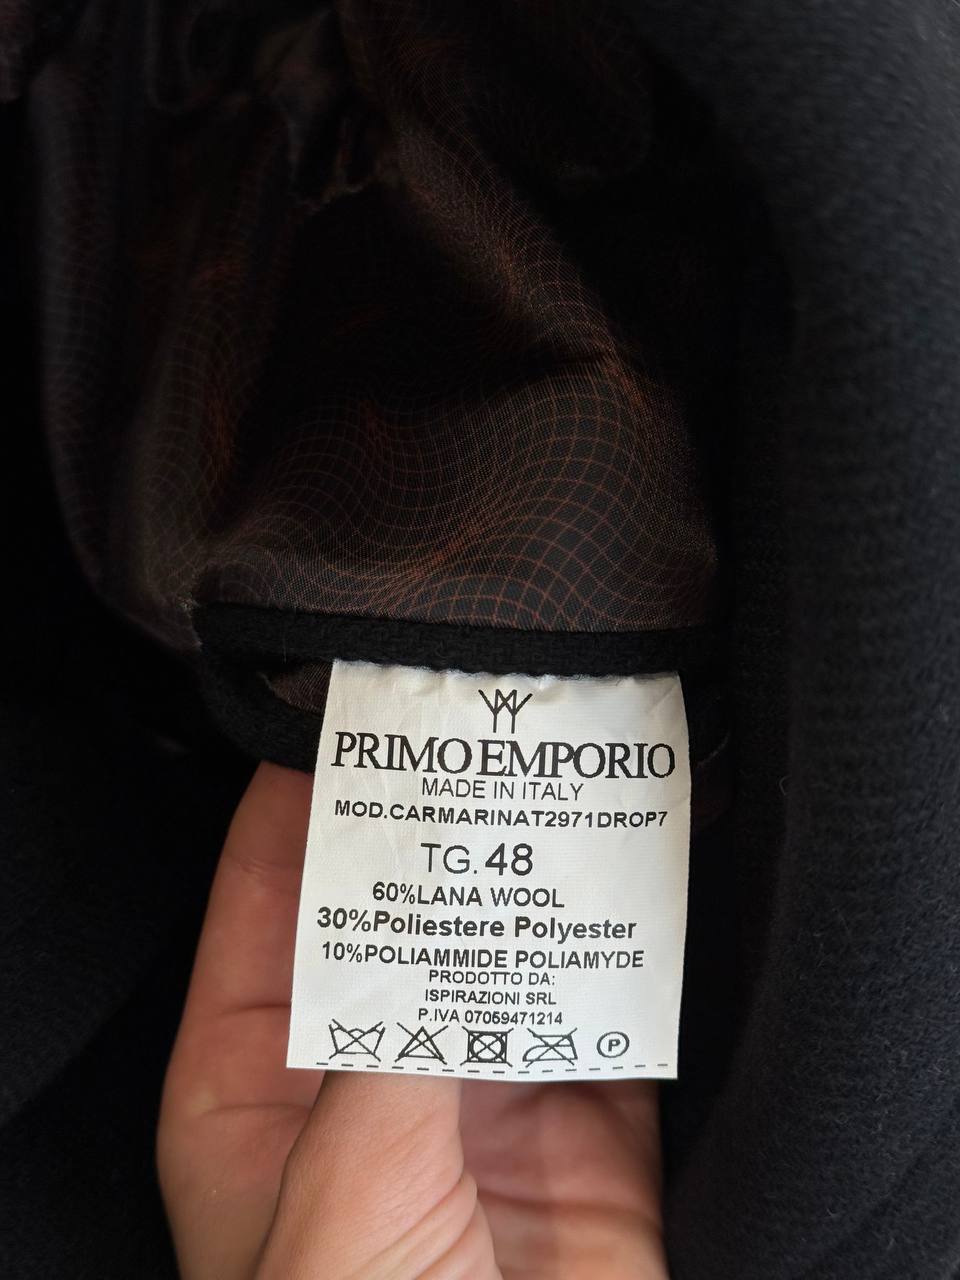 PRIMO EMPORIO
MADE IN ITALY
MOD.CARMARINAT2971DROP7
TG. 48
60%LANA WOOL
30%Poliestere Polyester
10%POLIAMMIDE POLIAMYDE
PRODOTTO DA:
ISPIRAZIONI SRL
P.IVA 07059471214
P